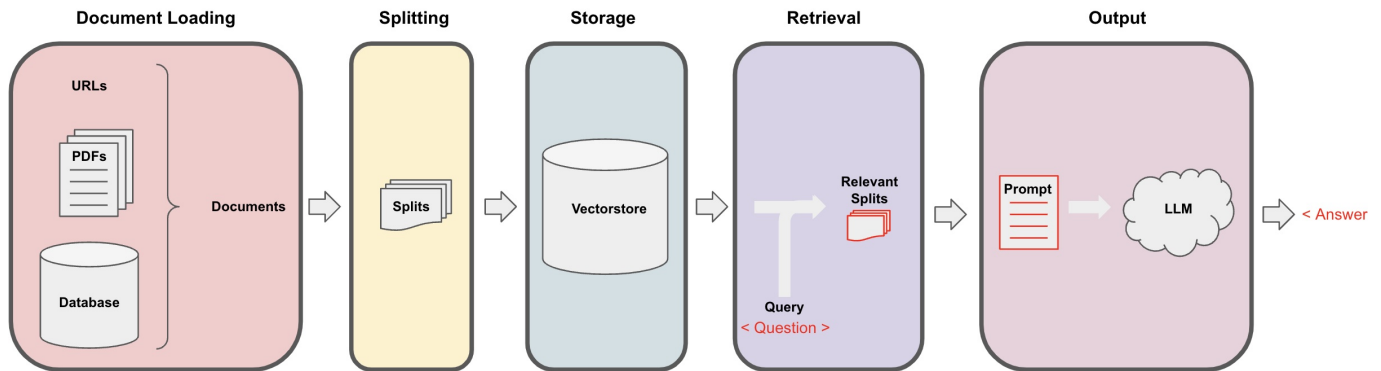 Document Loading
Splitting
Storage
Retrieval
Output
URLs
PDFs
Database
Documents
Splits
Vectorstore
Relevant
Splits
Query
< Question >
Prompt
LLM
< Answer